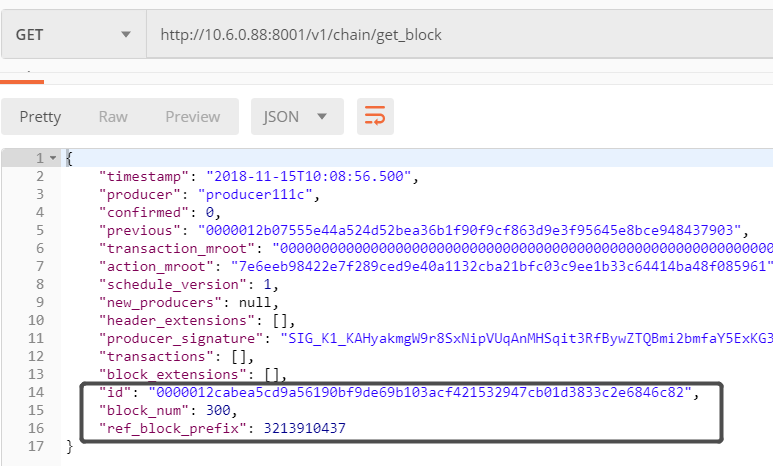 GET http://10.6.0.88:8001/v1/chain/get_block
Pretty Raw Preview JSON
1 {
2 "timestamp": "2018-11-15T10:08:56.500",
3 "producer": "producer111c",
4 "confirmed": 0,
5 "previous": "0000012b07555e44a524d52bea36b1f90f9cf863d9e3f95645e8bce948437903",
6 "transaction_mroot": "00000000000000000000000000000000000000000000000000000000000
7 "action_mroot": "7e6eeb98422e7f289ced9e40a1132cba21bfc03c9ee1b33c64414ba48f085961"
8 "schedule_version": 1,
9 "new_producers": null,
10 "header_extensions": [],
11 "producer_signature": "SIG_K1_KAHyakmgW9r8SxNipVUqAnMHSqit3RfBywZTQBmi2bmfaY5ExKG3
12 "transactions": [],
13 "block_extensions": [],
14 "id": "0000012cabea5cd9a56190bf9de69b103acf421532947cb01d3833c2e6846c82",
15 "block_num": 300,
16 "ref_block_prefix": 3213910437
17 }